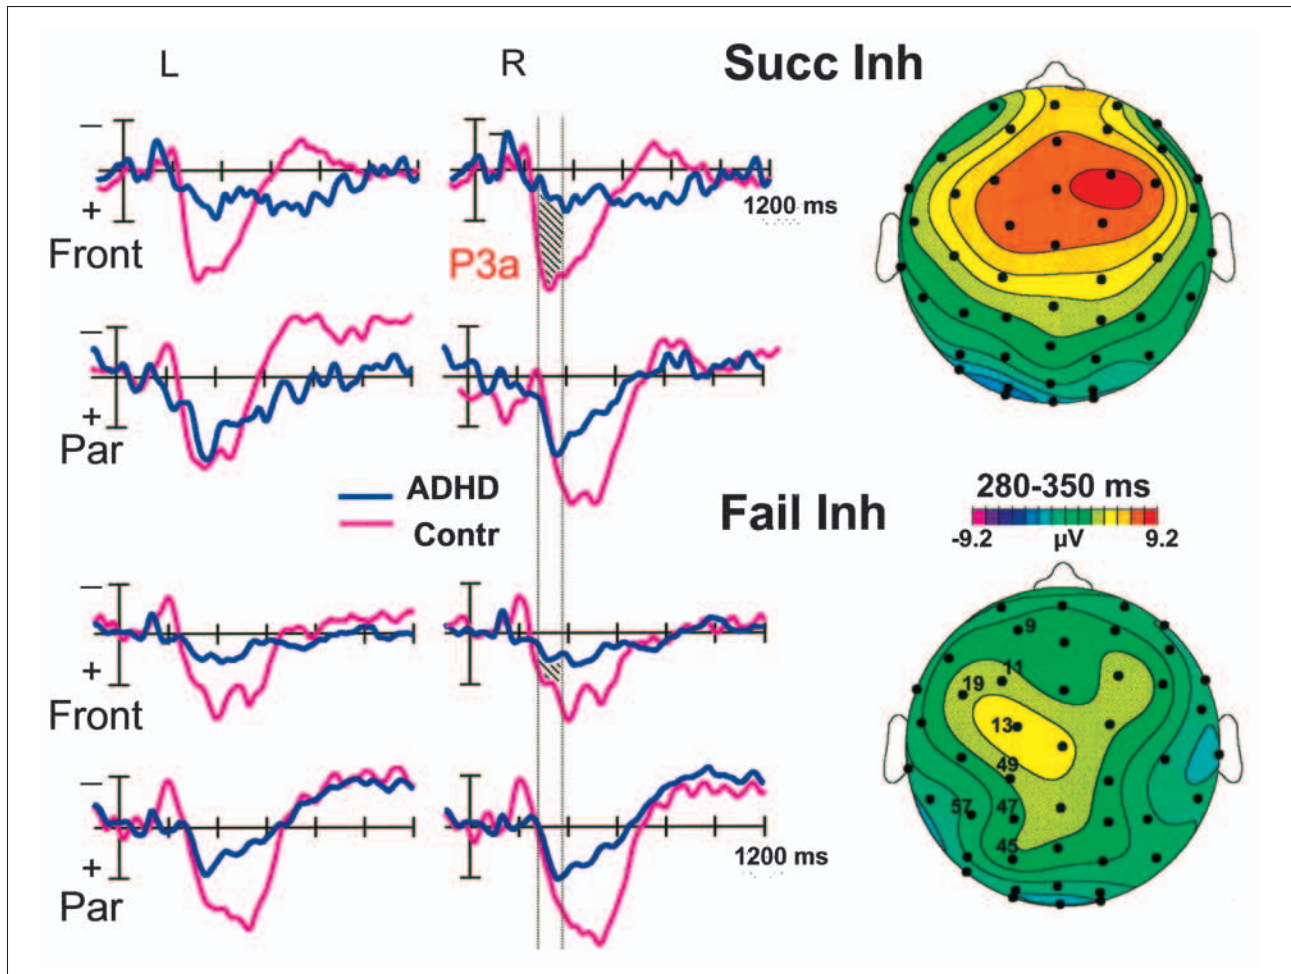 L
R
Succ Inh
–
+
Front
–
P3a
1200 ms
–
+
Par
ADHD
Contr
Fail Inh
280-350 ms
-9.2
µV
9.2
–
+
Front
9
11
19
13
49
57
47
45
–
+
Par
1200 ms